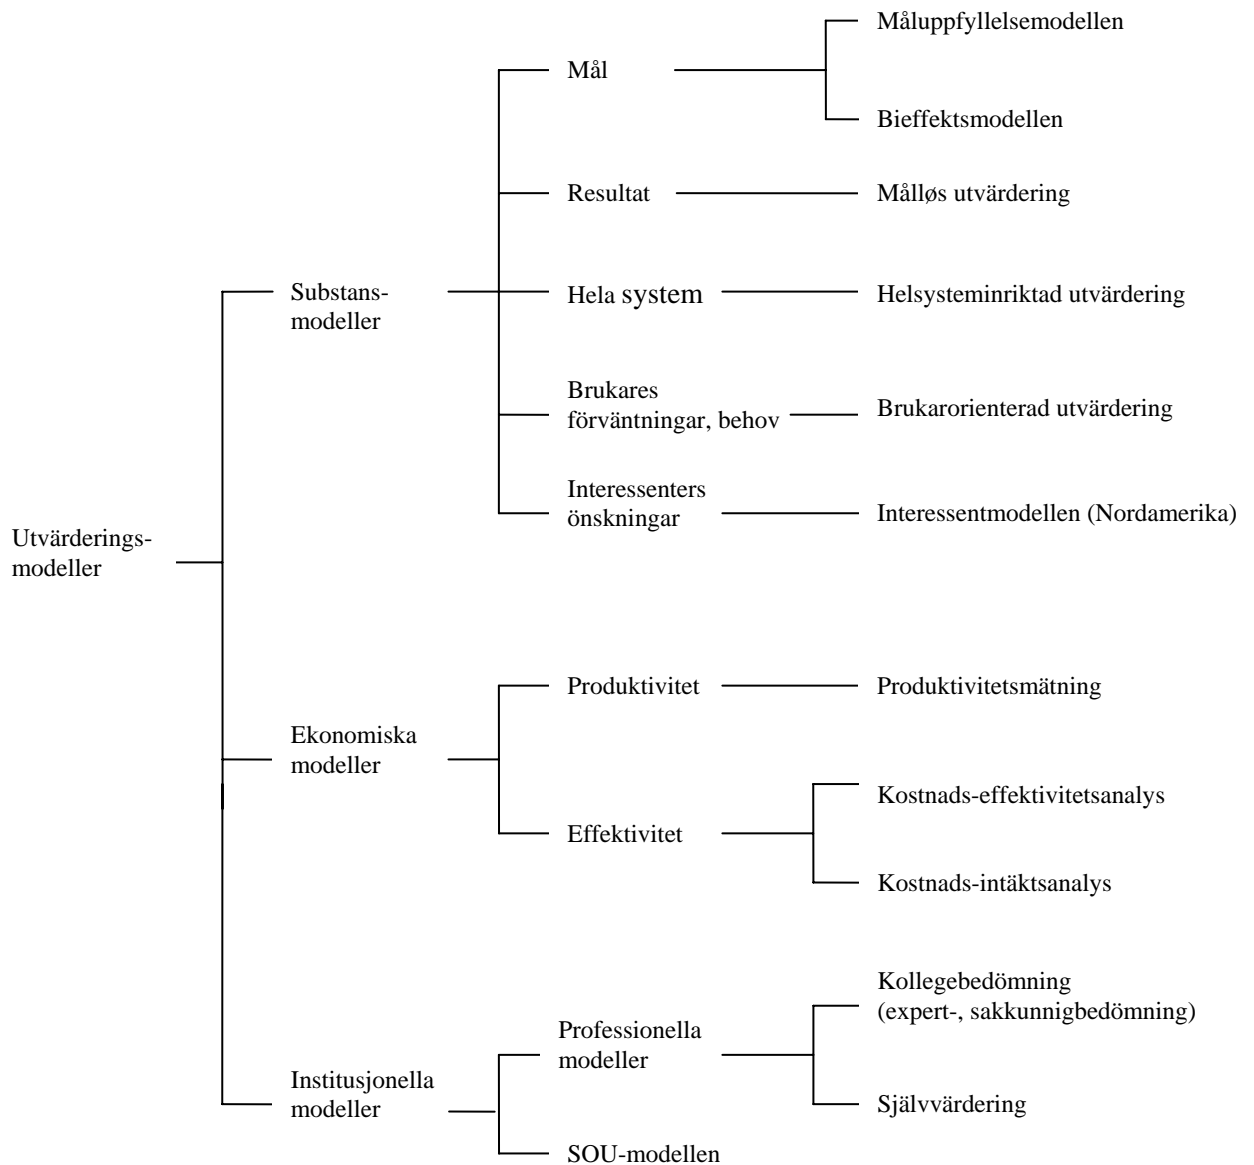 Utvärderings-
modeller
Substans-
modeller
Mål
Måluppfyllelsemodellen
Bieffektsmodellen
Resultat
Målløs utvärdering
Hela system
Helsysteminriktad utvärdering
Brukares
förväntningar, behov
Brukarorienterad utvärdering
Interessenters
önskningar
Interessentmodellen (Nordamerika)
Ekonomiska
modeller
Produktivitet
Produktivitetsmätning
Effektivitet
Kostnads-effektivitetsanalys
Kostnads-intäktsanalys
Institusjonella
modeller
Professionella
modeller
Kollegebedömning
(expert-, sakkunnigbedömning)
Självvärdering
SOU-modellen